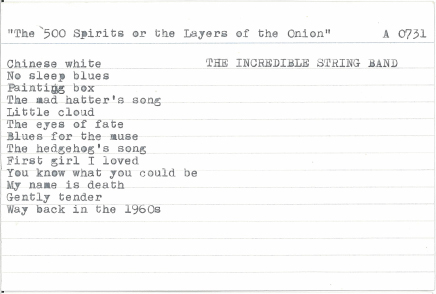 "The 500 Spirits or the Layers of the Onion" A 0731
Chinese white THE INCREDIBLE STRING BAND
No sleep blues
Painting box
The mad hatter's song
Little cloud
The eyes of fate
Blues for the muse
The hedgehog's song
First girl I loved
You know what you could be
My name is death
Gently tender
Way back in the 1960s